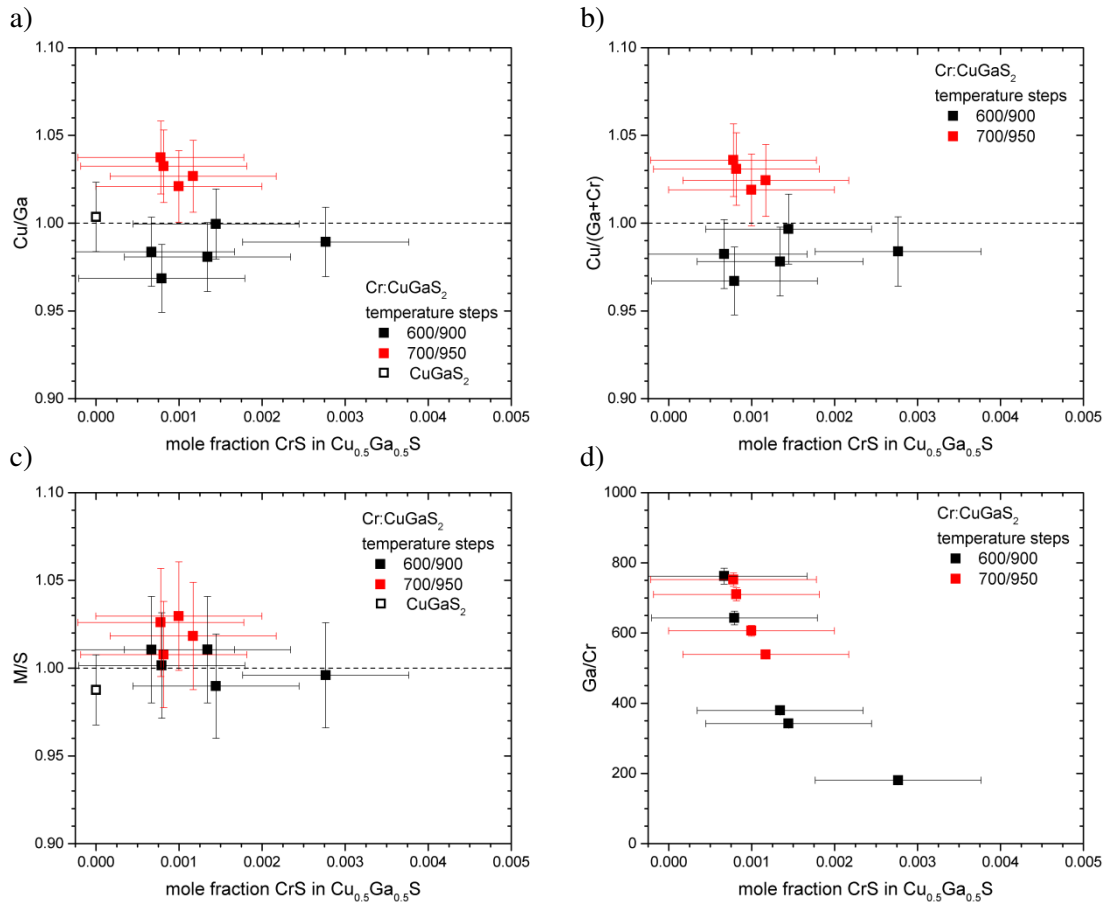 a)
1.10
1.05
1.00
0.95
0.90
Cu/Ga
Cr:CuGaS₂
temperature steps
600/900
700/950
CuGaS₂
0.000 0.001 0.002 0.003 0.004 0.005
mole fraction CrS in Cu₀.₅Ga₀.₅S
b)
1.10
1.05
1.00
0.95
0.90
Cu/(Ga+Cr)
Cr:CuGaS₂
temperature steps
600/900
700/950
0.000 0.001 0.002 0.003 0.004 0.005
mole fraction CrS in Cu₀.₅Ga₀.₅S
c)
1.10
1.05
1.00
0.95
0.90
M/S
Cr:CuGaS₂
temperature steps
600/900
700/950
CuGaS₂
0.000 0.001 0.002 0.003 0.004 0.005
mole fraction CrS in Cu₀.₅Ga₀.₅S
d)
1000
800
600
400
200
0
Ga/Cr
Cr:CuGaS₂
temperature steps
600/900
700/950
0.000 0.001 0.002 0.003 0.004 0.005
mole fraction CrS in Cu₀.₅Ga₀.₅S